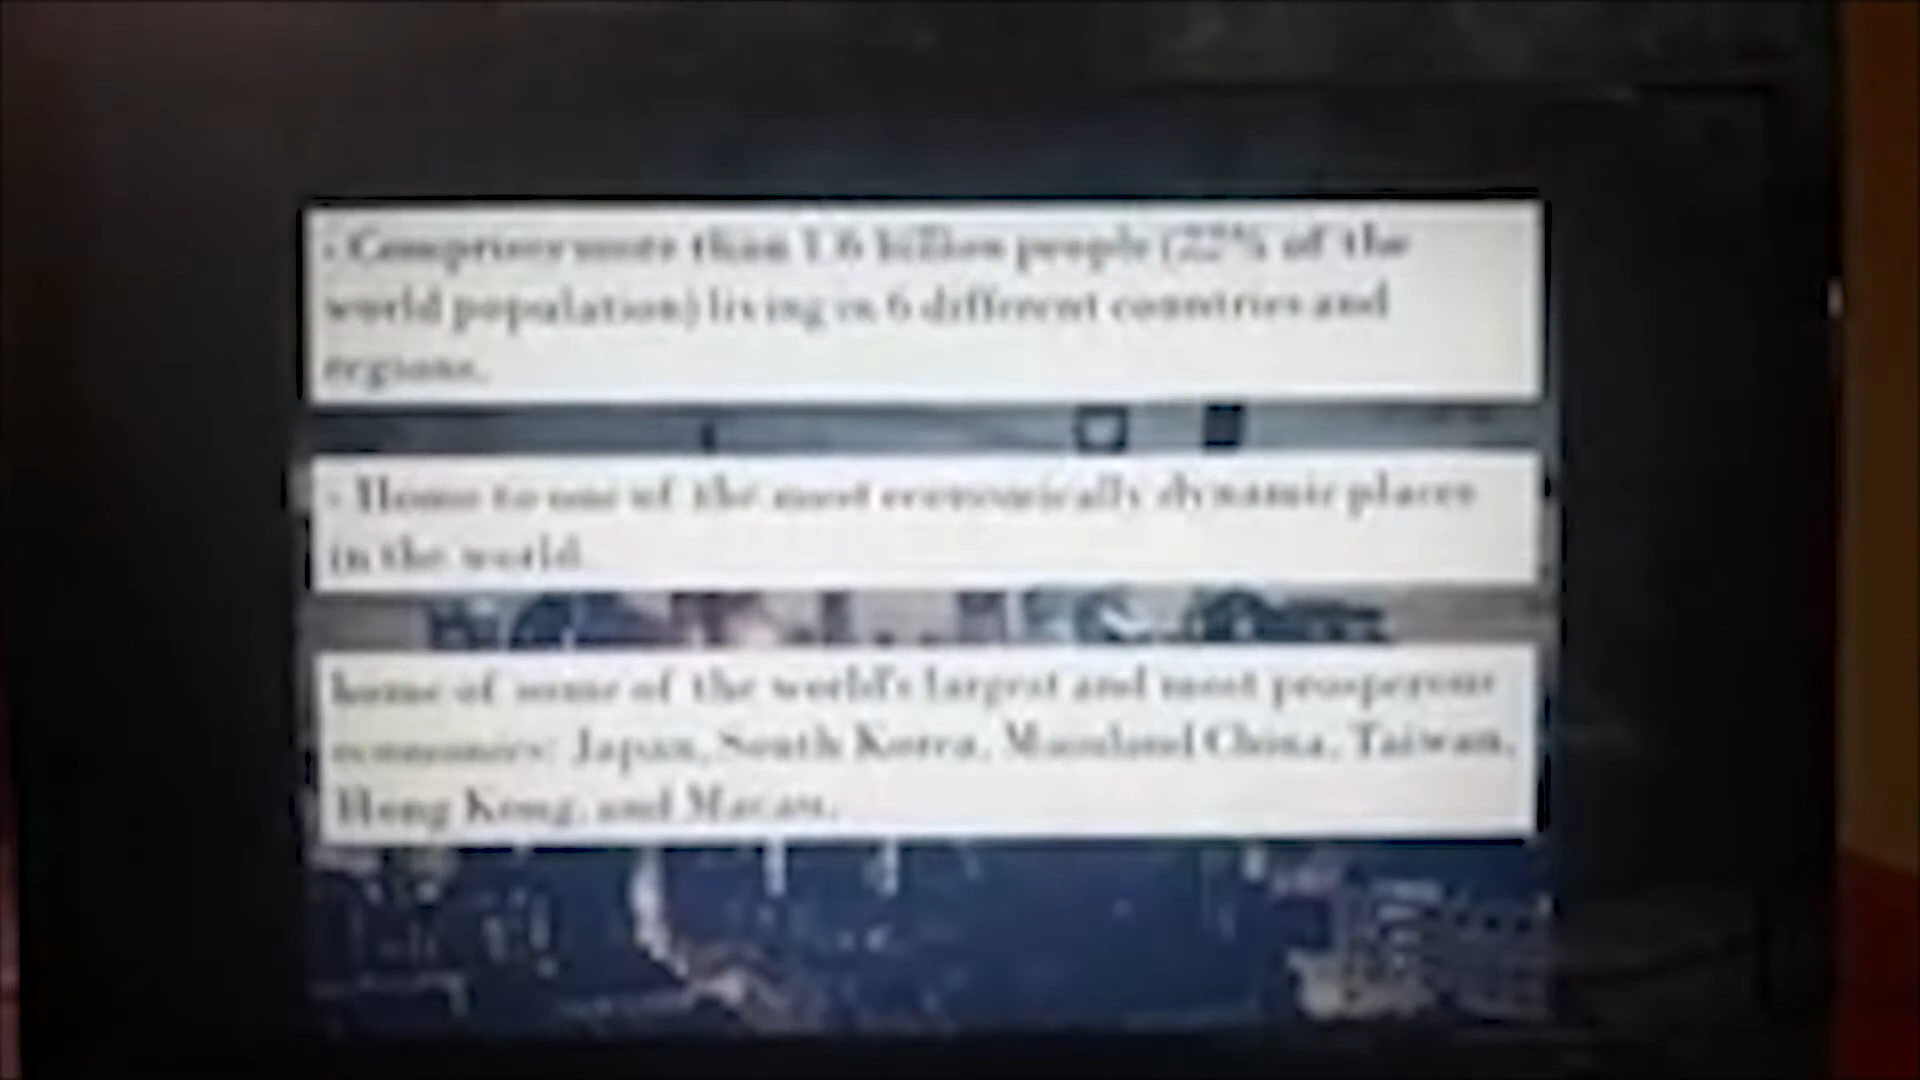 - Comprises more than 1.6 billion people (22% of the
world population) living in 6 different countries and
regions.
- Home to one of the most economically dynamic places
in the world.
home of some of the world's largest and most prosperous
economies: Japan, South Korea, Mainland China, Taiwan,
Hong Kong, and Macau.